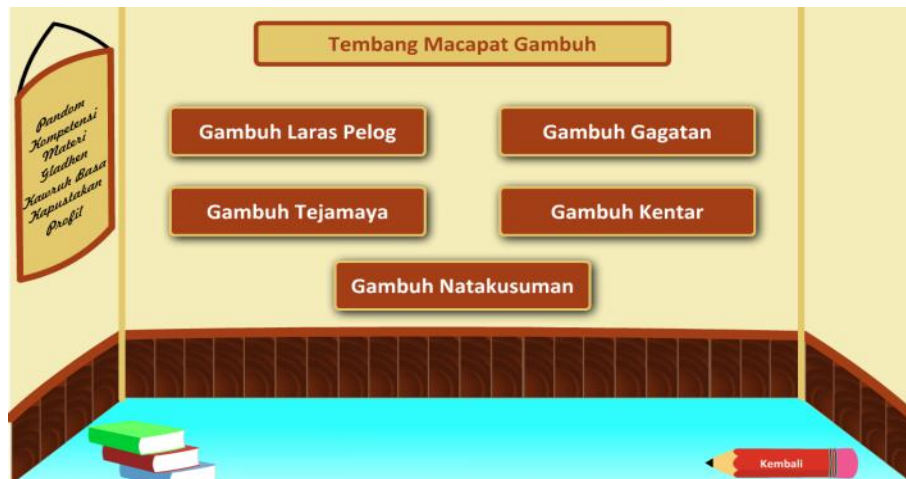 Tembang Macapat Gambuh
Pandom
Kompetensi
Materi
Gladhen
Kawruh Basa
Kapustakan
Profil
Gambuh Laras Pelog
Gambuh Gagatan
Gambuh Tejamaya
Gambuh Kentar
Gambuh Natakusuman
Kembali